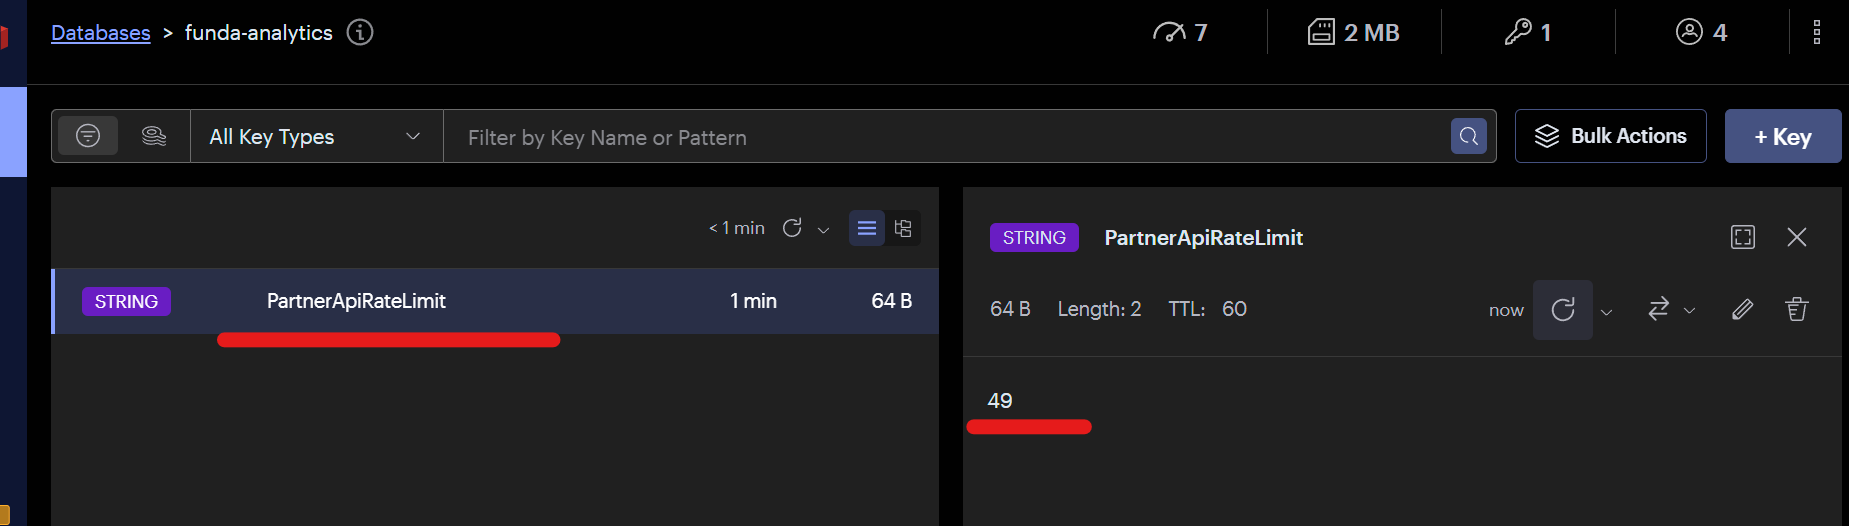 Databases > funda-analytics
7
2 MB
1
4
All Key Types
Filter by Key Name or Pattern
Bulk Actions
+ Key
< 1 min
STRING PartnerApiRateLimit 1 min 64 B
STRING PartnerApiRateLimit
64 B Length: 2 TTL: 60 now
49